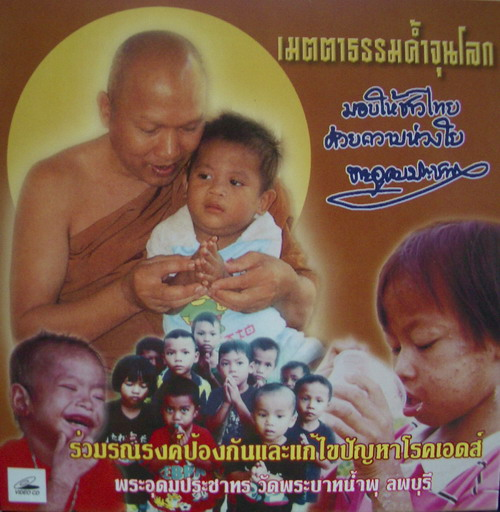 เมตตาธรรมค้ำจุนโลก
มอบให้ชาวไทย
ด้วยความห่วงใย
ร่วมรณรงค์ป้องกันและแก้ไขปัญหาโรคเอดส์
พระอุดมประชาทร วัดพระบาทน้ำพุ ลพบุรี
VIDEO CD